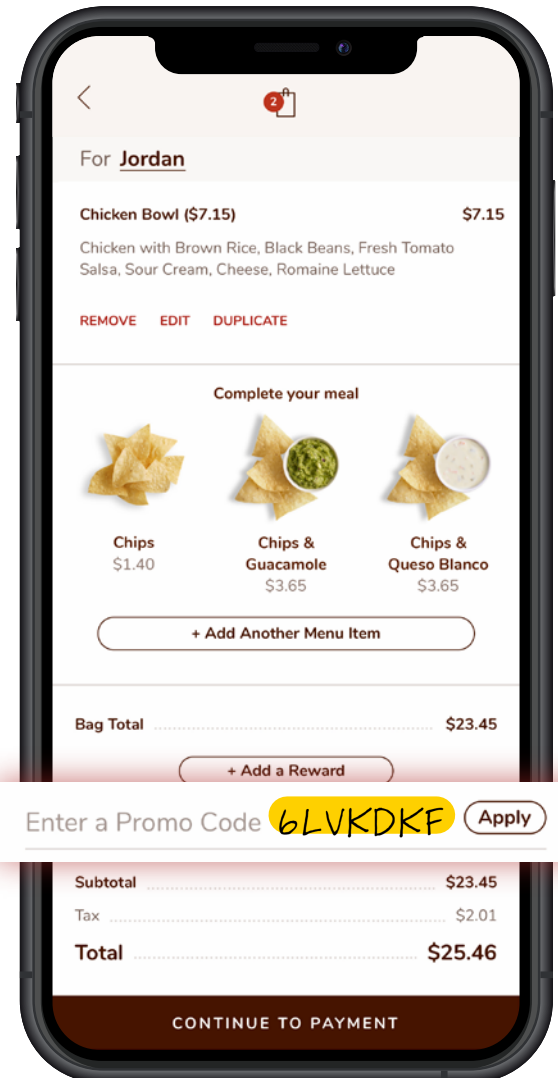 2
For Jordan
Chicken Bowl ($7.15) $7.15
Chicken with Brown Rice, Black Beans, Fresh Tomato
Salsa, Sour Cream, Cheese, Romaine Lettuce
REMOVE EDIT DUPLICATE
Complete your meal
Chips
$1.40
Chips &
Guacamole
$3.65
Chips &
Queso Blanco
$3.65
+ Add Another Menu Item
Bag Total $23.45
+ Add a Reward
Enter a Promo Code 6LVKDKF Apply
Subtotal $23.45
Tax $2.01
Total $25.46
CONTINUE TO PAYMENT